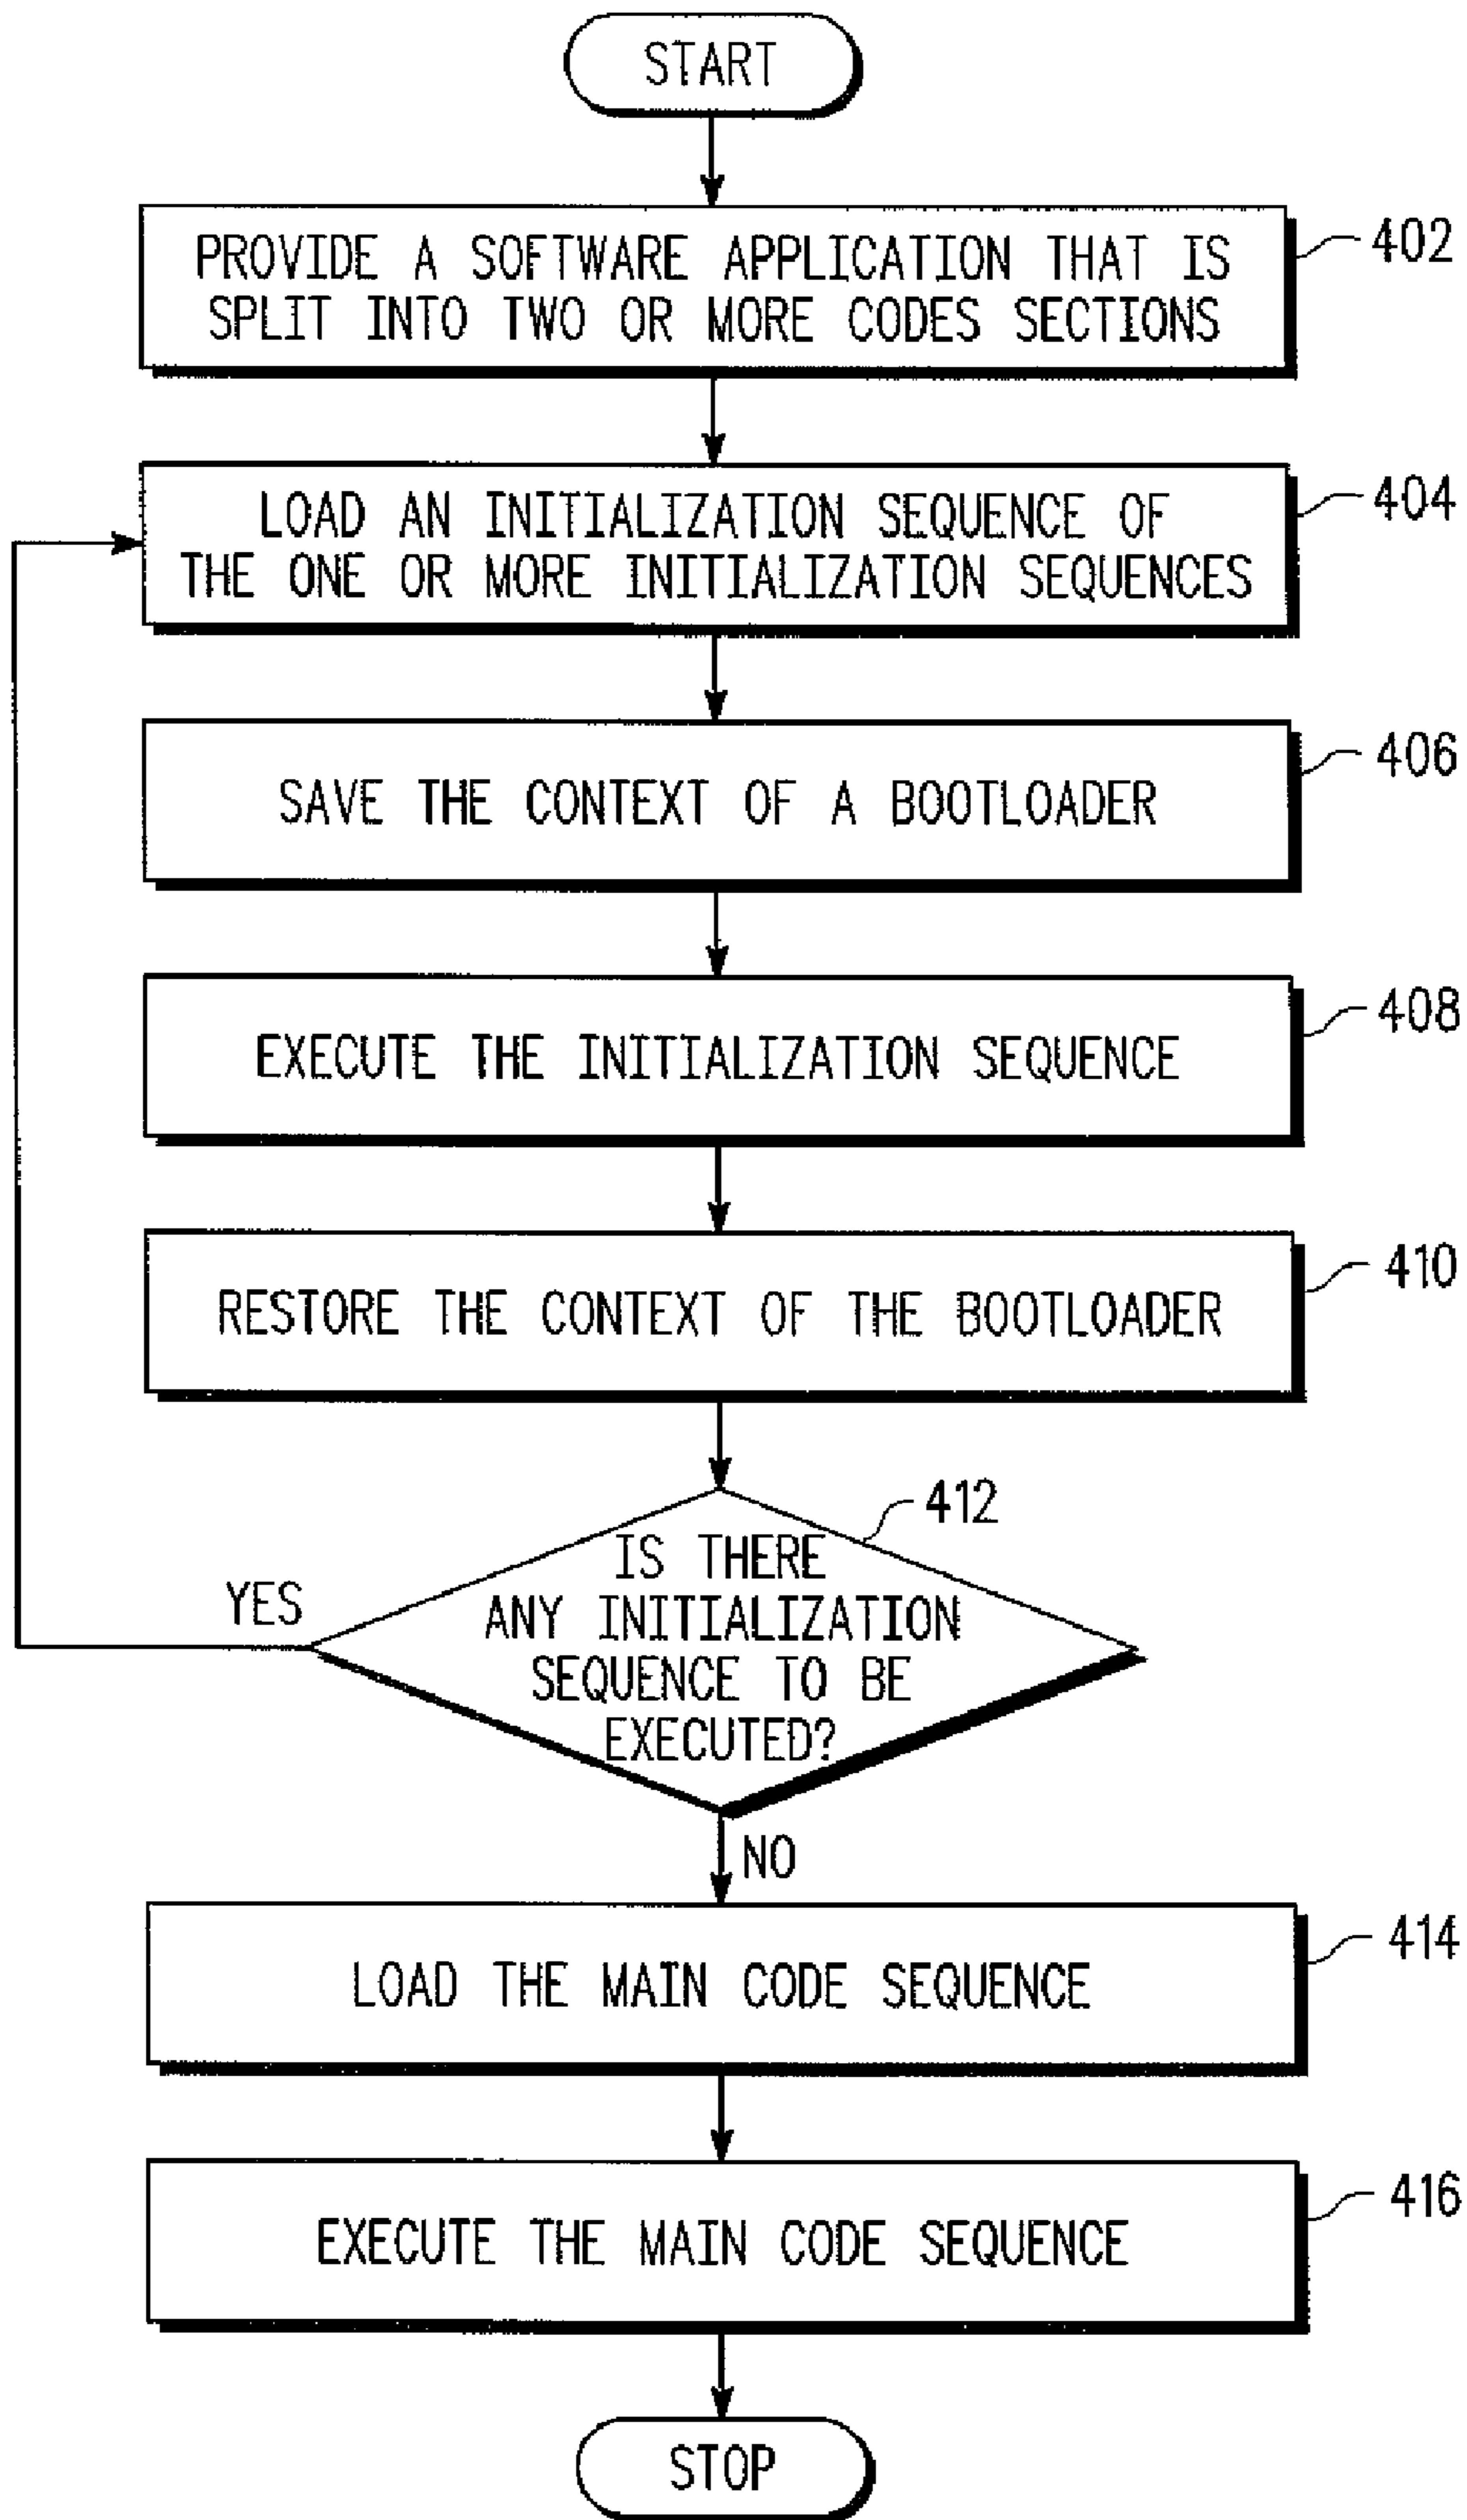 START
PROVIDE A SOFTWARE APPLICATION THAT IS
SPLIT INTO TWO OR MORE CODES SECTIONS
402
LOAD AN INITIALIZATION SEQUENCE OF
THE ONE OR MORE INITIALIZATION SEQUENCES
404
SAVE THE CONTEXT OF A BOOTLOADER
406
EXECUTE THE INITIALIZATION SEQUENCE
408
RESTORE THE CONTEXT OF THE BOOTLOADER
410
412
IS THERE
ANY INITIALIZATION
SEQUENCE TO BE
EXECUTED?
YES
NO
LOAD THE MAIN CODE SEQUENCE
414
EXECUTE THE MAIN CODE SEQUENCE
416
STOP